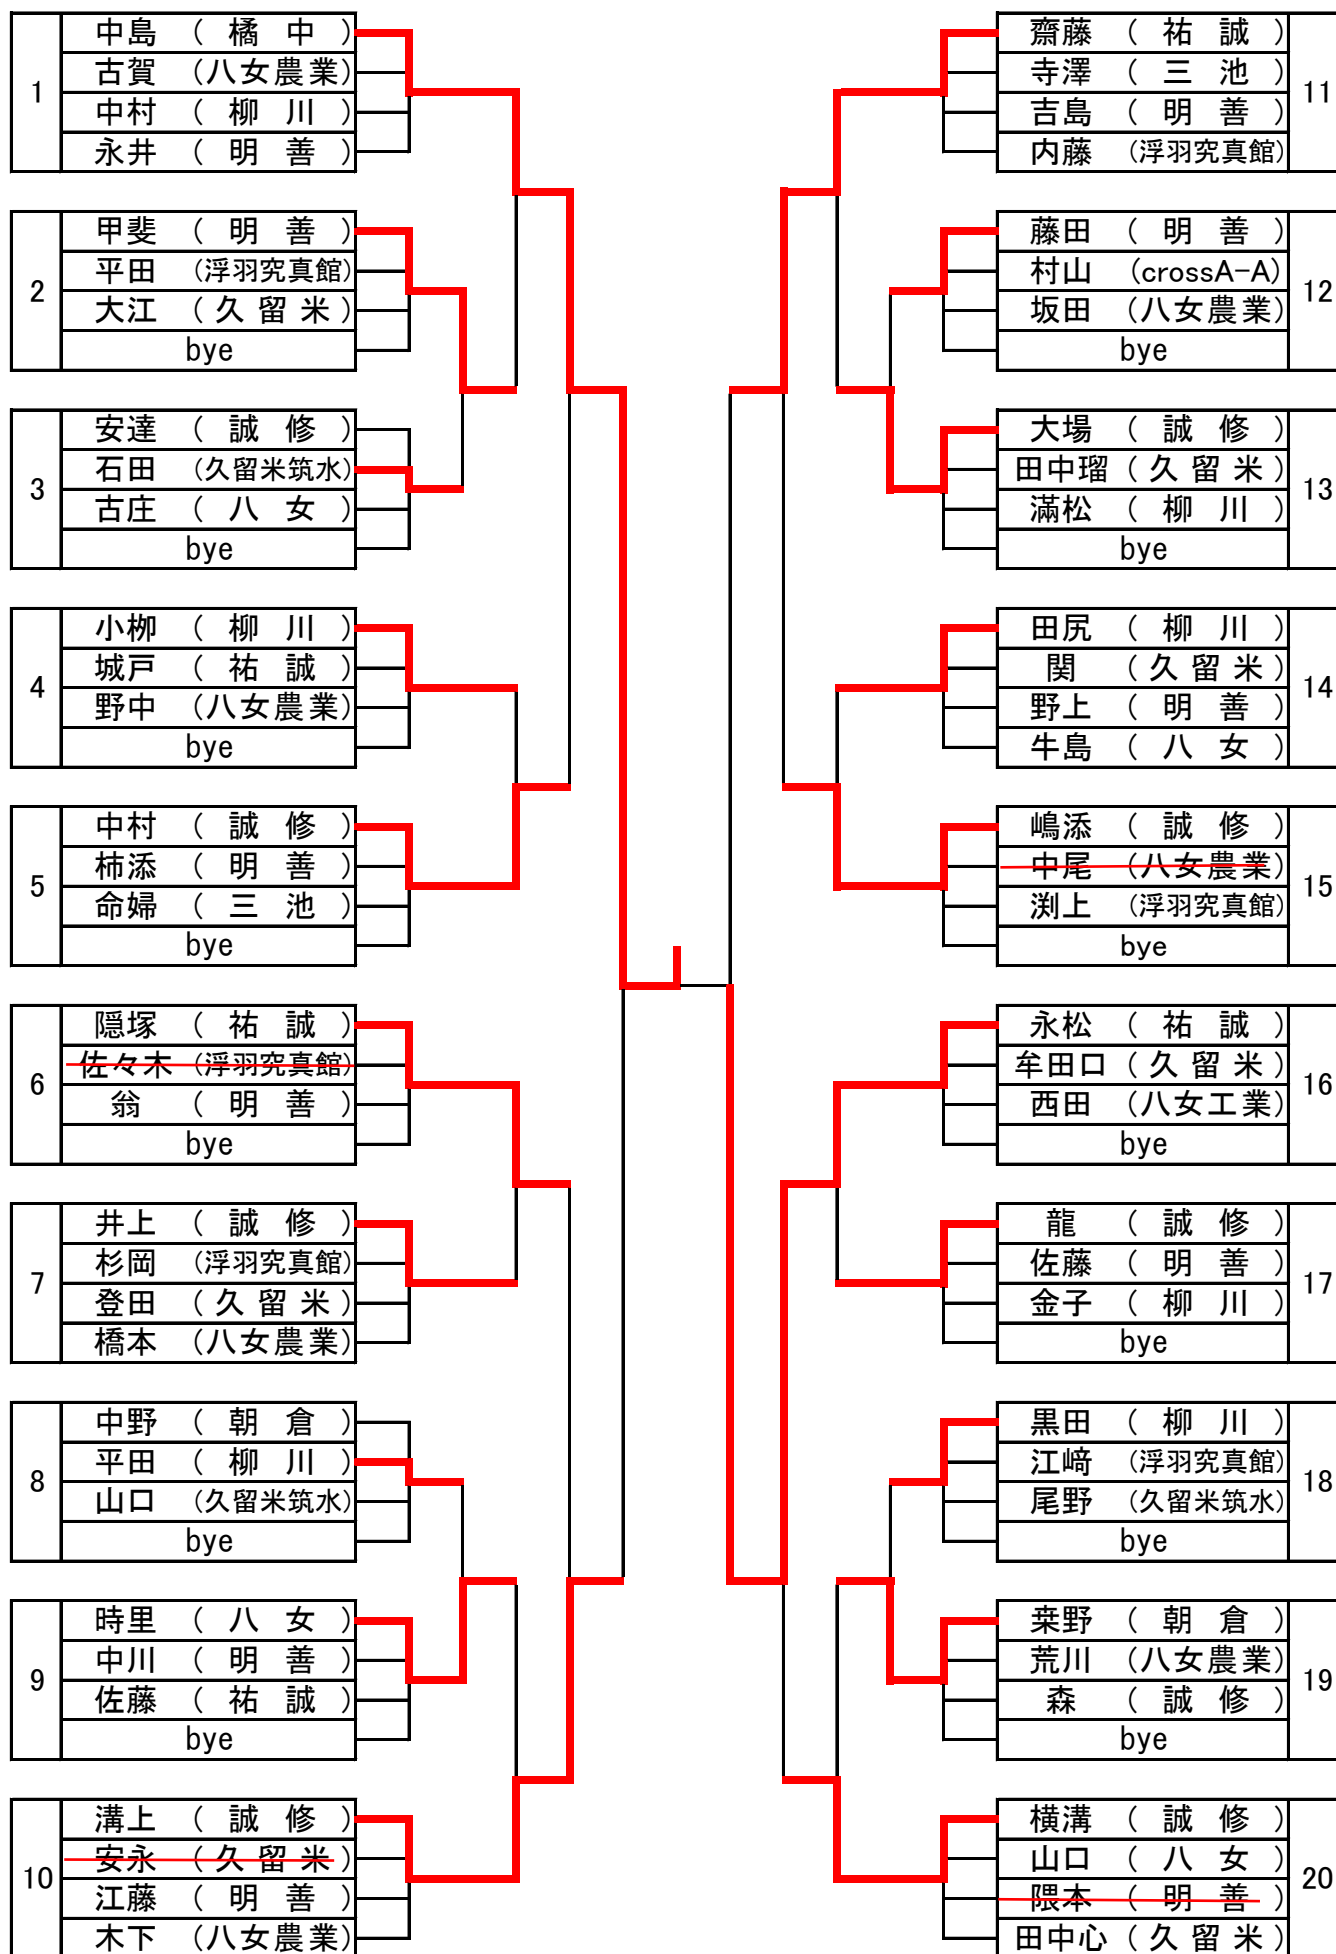 1
中島 ( 橘 中 )
古賀 (八女農業)
中村 ( 柳 川 )
永井 ( 明 善 )
2
甲斐 ( 明 善 )
平田 (浮羽究真館)
大江 ( 久 留 米 )
bye
3
安達 ( 誠 修 )
石田 (久留米筑水)
古庄 ( 八 女 )
bye
4
小栁 ( 柳 川 )
城戸 ( 祐 誠 )
野中 (八女農業)
bye
5
中村 ( 誠 修 )
柿添 ( 明 善 )
命婦 ( 三 池 )
bye
6
隠塚 ( 祐 誠 )
佐々木 (浮羽究真館)
翁 ( 明 善 )
bye
7
井上 ( 誠 修 )
杉岡 (浮羽究真館)
登田 ( 久 留 米 )
橋本 (八女農業)
8
中野 ( 朝 倉 )
平田 ( 柳 川 )
山口 (久留米筑水)
bye
9
時里 ( 八 女 )
中川 ( 明 善 )
佐藤 ( 祐 誠 )
bye
10
溝上 ( 誠 修 )
安永 ( 久 留 米 )
江藤 ( 明 善 )
木下 (八女農業)
齋藤 ( 祐 誠 )
寺澤 ( 三 池 )
吉島 ( 明 善 )
内藤 (浮羽究真館)
11
藤田 ( 明 善 )
村山 (crossA-A)
坂田 (八女農業)
bye
12
大場 ( 誠 修 )
田中瑠 ( 久 留 米 )
滿松 ( 柳 川 )
bye
13
田尻 ( 柳 川 )
関 ( 久 留 米 )
野上 ( 明 善 )
牛島 ( 八 女 )
14
嶋添 ( 誠 修 )
中尾 (八女農業)
渕上 (浮羽究真館)
bye
15
永松 ( 祐 誠 )
牟田口 ( 久 留 米 )
西田 (八女工業)
bye
16
龍 ( 誠 修 )
佐藤 ( 明 善 )
金子 ( 柳 川 )
bye
17
黒田 ( 柳 川 )
江﨑 (浮羽究真館)
尾野 (久留米筑水)
bye
18
桒野 ( 朝 倉 )
荒川 (八女農業)
森 ( 誠 修 )
bye
19
横溝 ( 誠 修 )
山口 ( 八 女 )
隈本 ( 明 善 )
田中心 ( 久 留 米 )
20